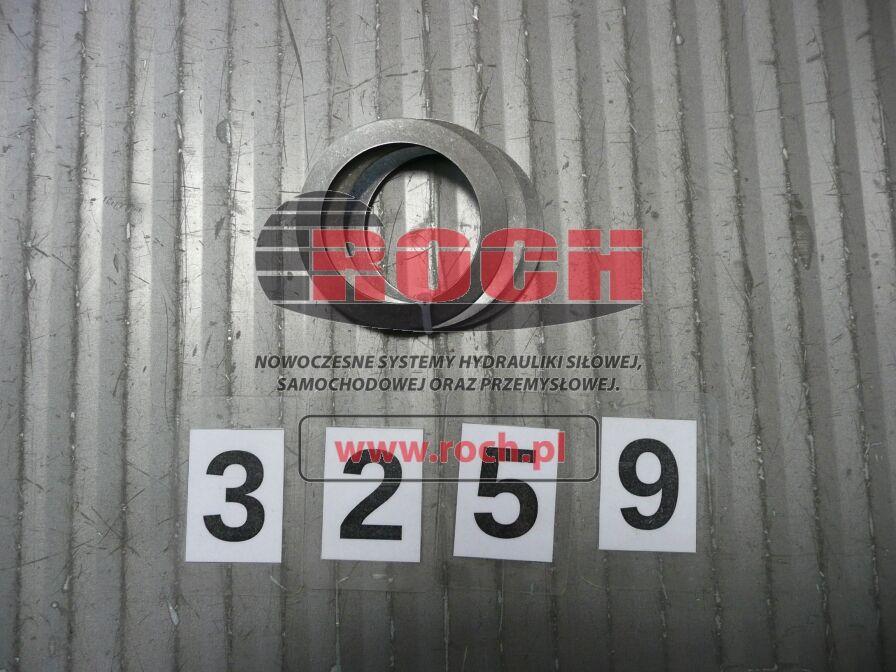 ROCH
NOWOCZESNE SYSTEMY HYDRAULIKI SIŁOWEJ,
SAMOCHODOWEJ ORAZ PRZEMYSŁOWEJ.
www.roch.pl
3 2 5 9